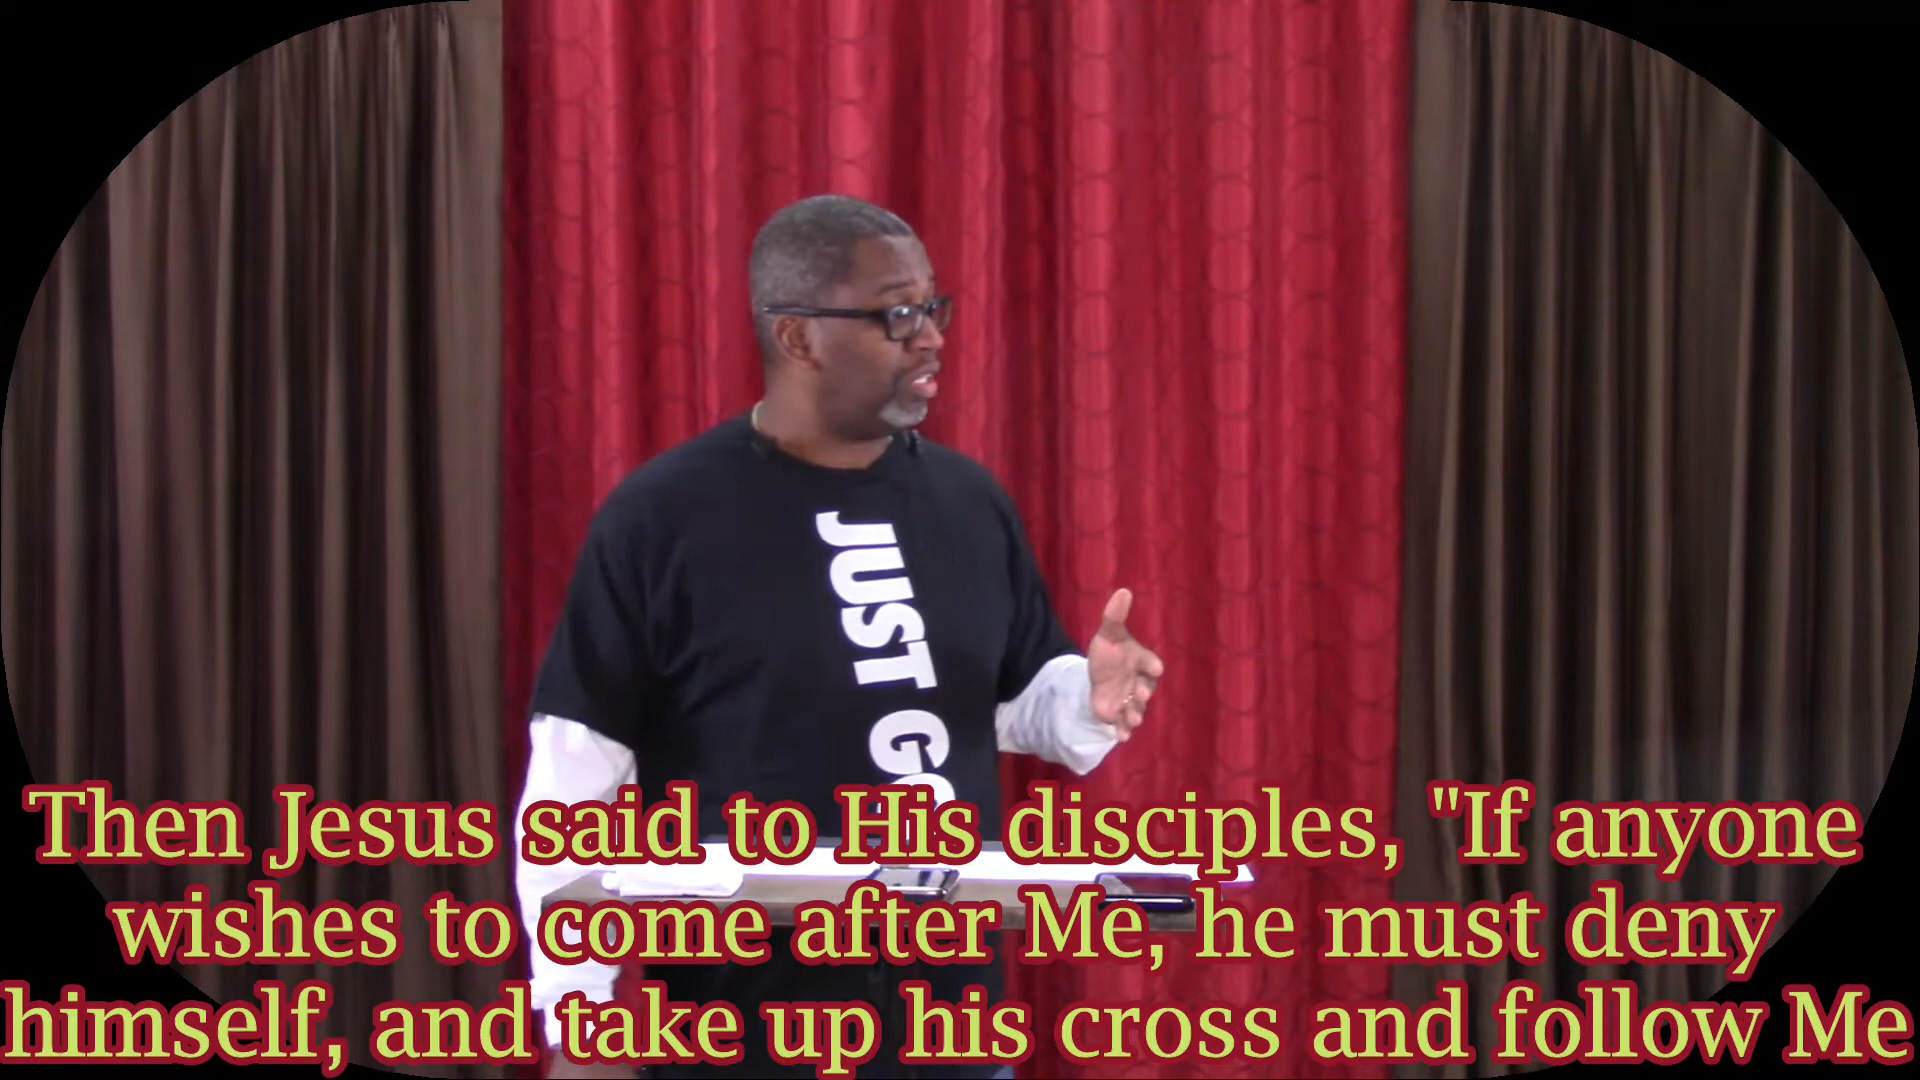 JUST GO
Then Jesus said to His disciples, "If anyone
wishes to come after Me, he must deny
himself, and take up his cross and follow Me